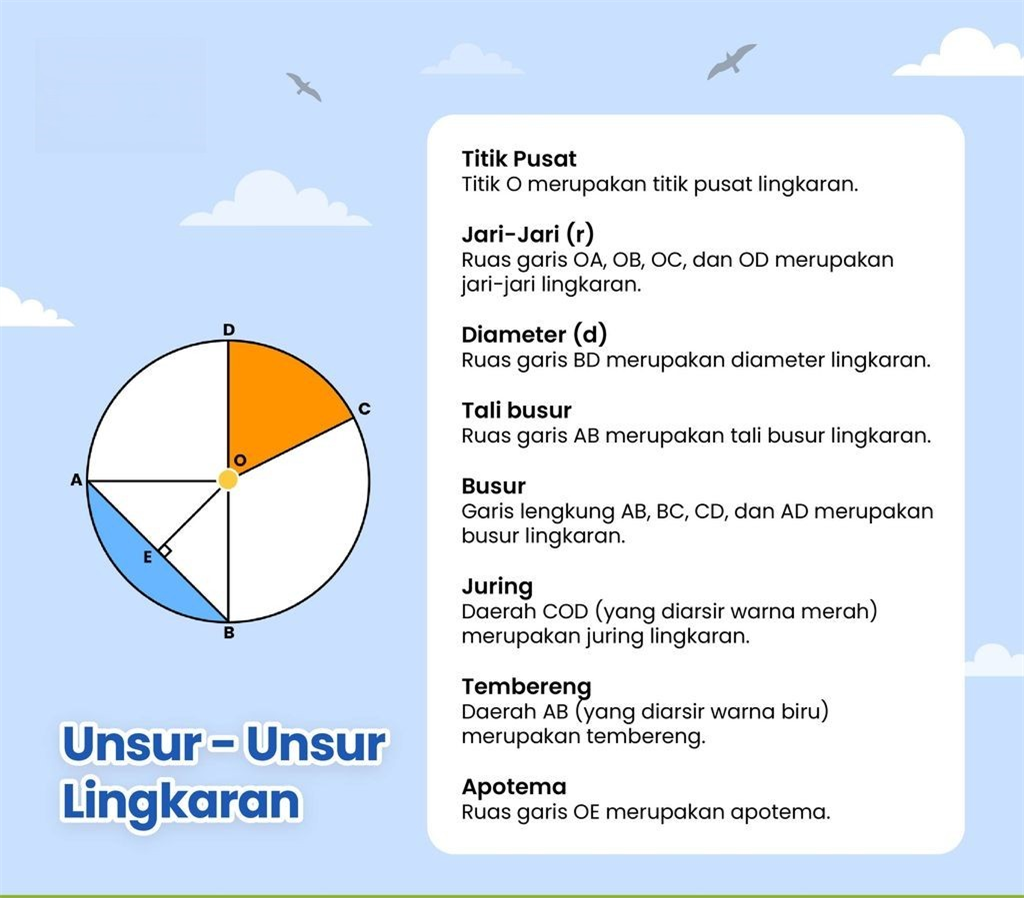 Titik Pusat
Titik O merupakan titik pusat lingkaran.
Jari-Jari (r)
Ruas garis OA, OB, OC, dan OD merupakan
jari-jari lingkaran.
Diameter (d)
Ruas garis BD merupakan diameter lingkaran.
Tali busur
Ruas garis AB merupakan tali busur lingkaran.
Busur
Garis lengkung AB, BC, CD, dan AD merupakan
busur lingkaran.
Juring
Daerah COD (yang diarsir warna merah)
merupakan juring lingkaran.
Tembereng
Daerah AB (yang diarsir warna biru)
merupakan tembereng.
Apotema
Ruas garis OE merupakan apotema.
D
C
O
A
E
B
Unsur - Unsur
Lingkaran